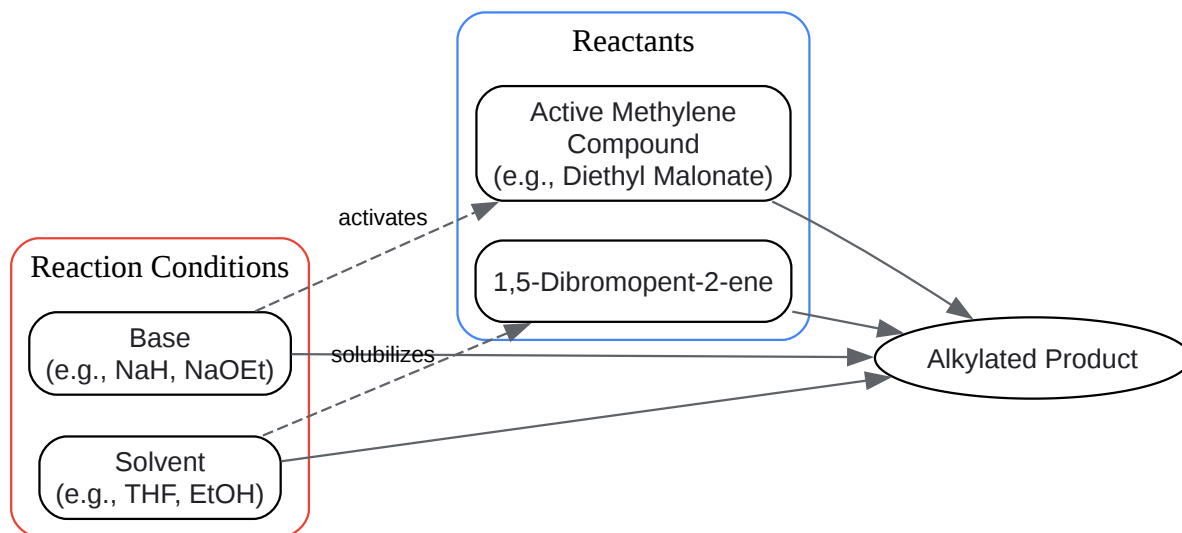 Reactants
Active Methylene
Compound
(e.g., Diethyl Malonate)
activates
1,5-Dibromopent-2-ene
Reaction Conditions
Base
(e.g., NaH, NaOEt)
solubilizes
Alkylated Product
Solvent
(e.g., THF, EtOH)